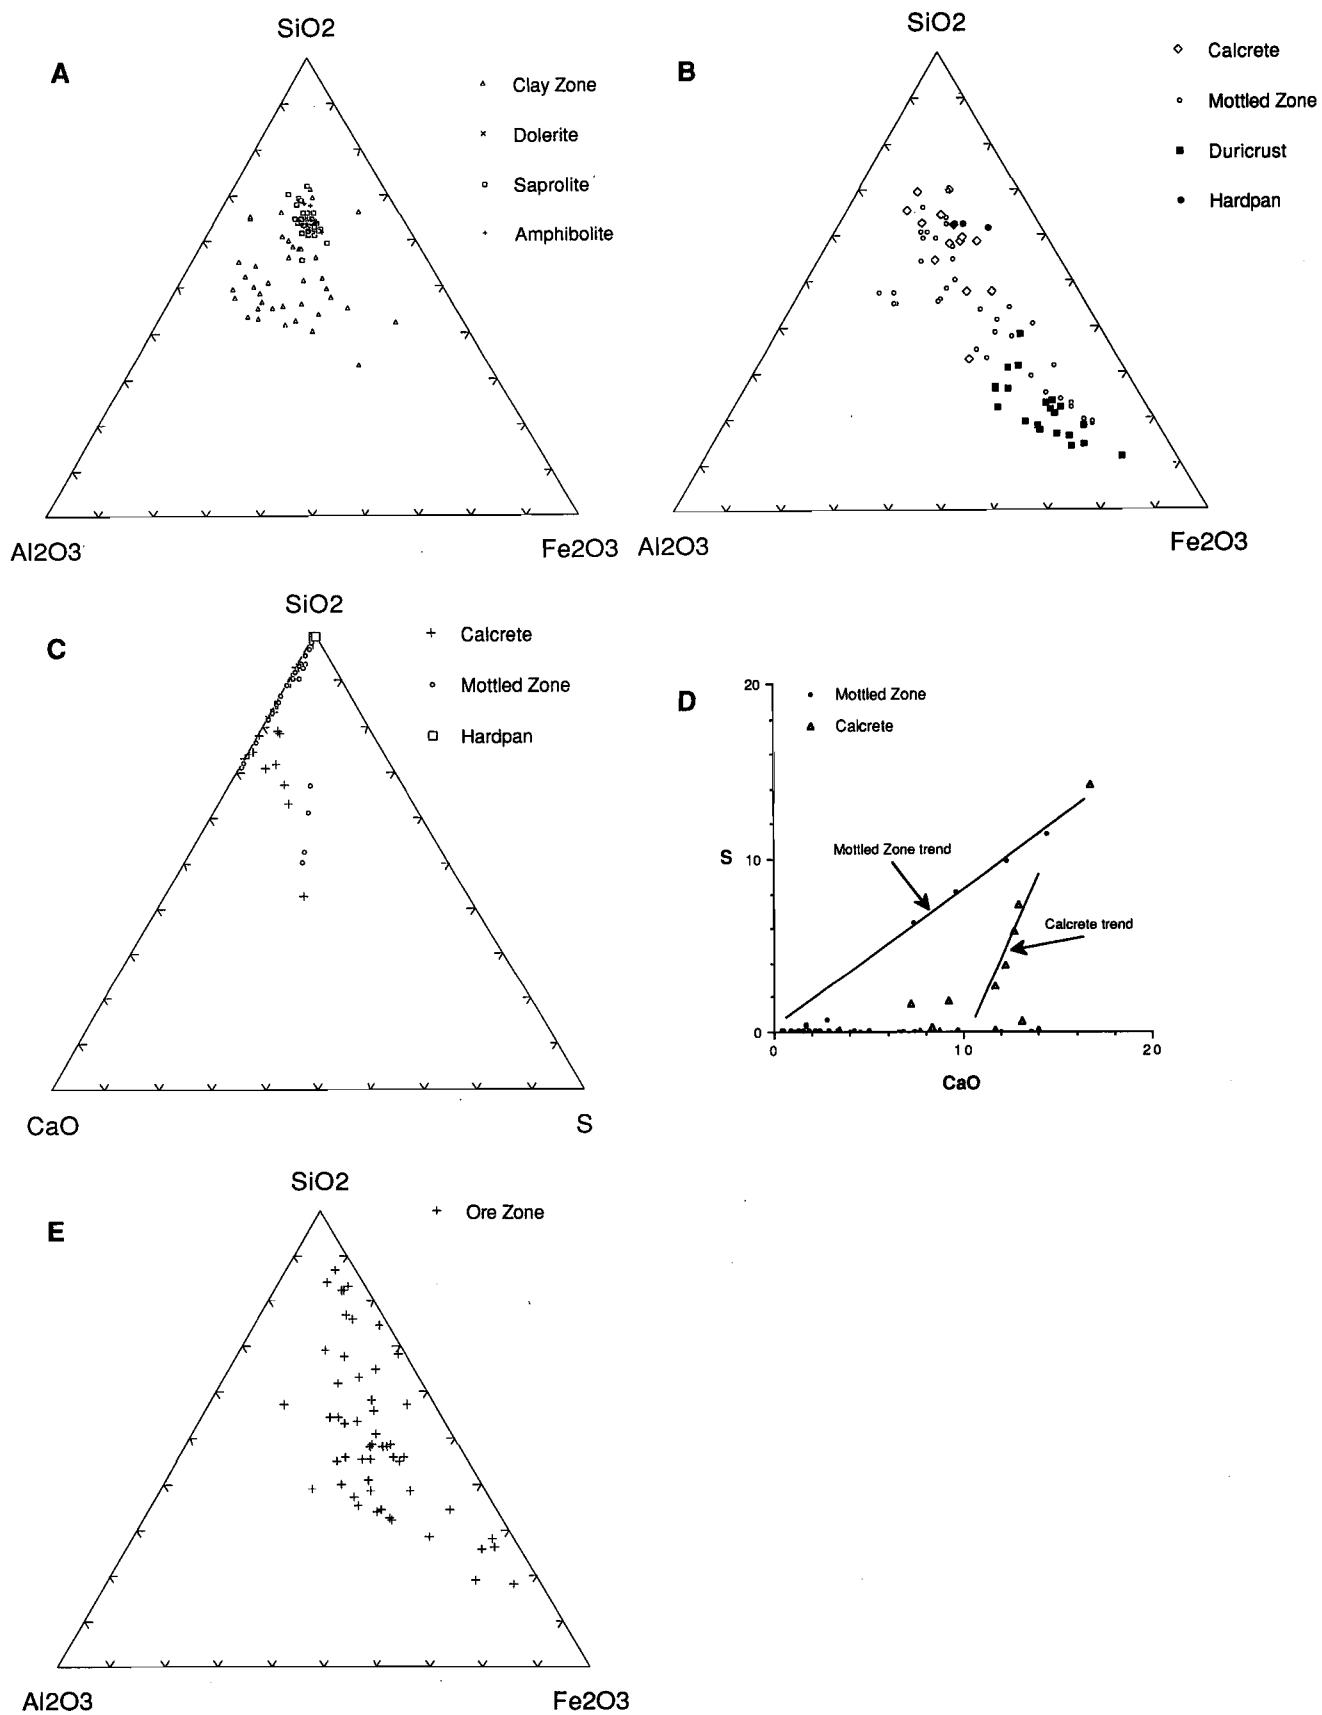 SiO2
A
Clay Zone
Dolerite
Saprolite
Amphibolite
Al2O3
Fe2O3
SiO2
B
Calcrete
Mottled Zone
Duricrust
Hardpan
Al2O3
Fe2O3
SiO2
C
Calcrete
Mottled Zone
Hardpan
CaO
S
D
20
Mottled Zone
Calcrete
Mottled Zone trend
S
10
Calcrete trend
0
0
10
20
CaO
SiO2
E
Ore Zone
Al2O3
Fe2O3